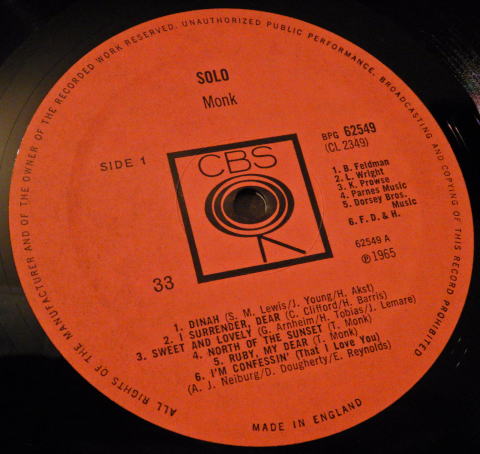 ALL RIGHTS OF THE MANUFACTURER AND OF THE OWNER OF THE RECORDED WORK RESERVED. UNAUTHORIZED PUBLIC PERFORMANCE, BROADCASTING AND COPYING OF THIS RECORD PROHIBITED
SOLO
Monk
SIDE 1
CBS
BPG 62549
(CL 2349)
1. B. Feldman
2. L. Wright
3. K. Prowse
4. Parnes Music
5. Dorsey Bros.
Music
6. F. D. & H.
62549 A
℗ 1965
33
1. DINAH (S. M. Lewis/J. Young/H. Akst)
2. I SURRENDER, DEAR (C. Clifford/H. Barris)
3. SWEET AND LOVELY (G. Arnheim/H. Tobias/J. Lemare)
4. NORTH OF THE SUNSET (T. Monk)
5. RUBY, MY DEAR (T. Monk)
6. I'M CONFESSIN' (That I Love You)
(A. J. Neiburg/D. Dougherty/E. Reynolds)
MADE IN ENGLAND